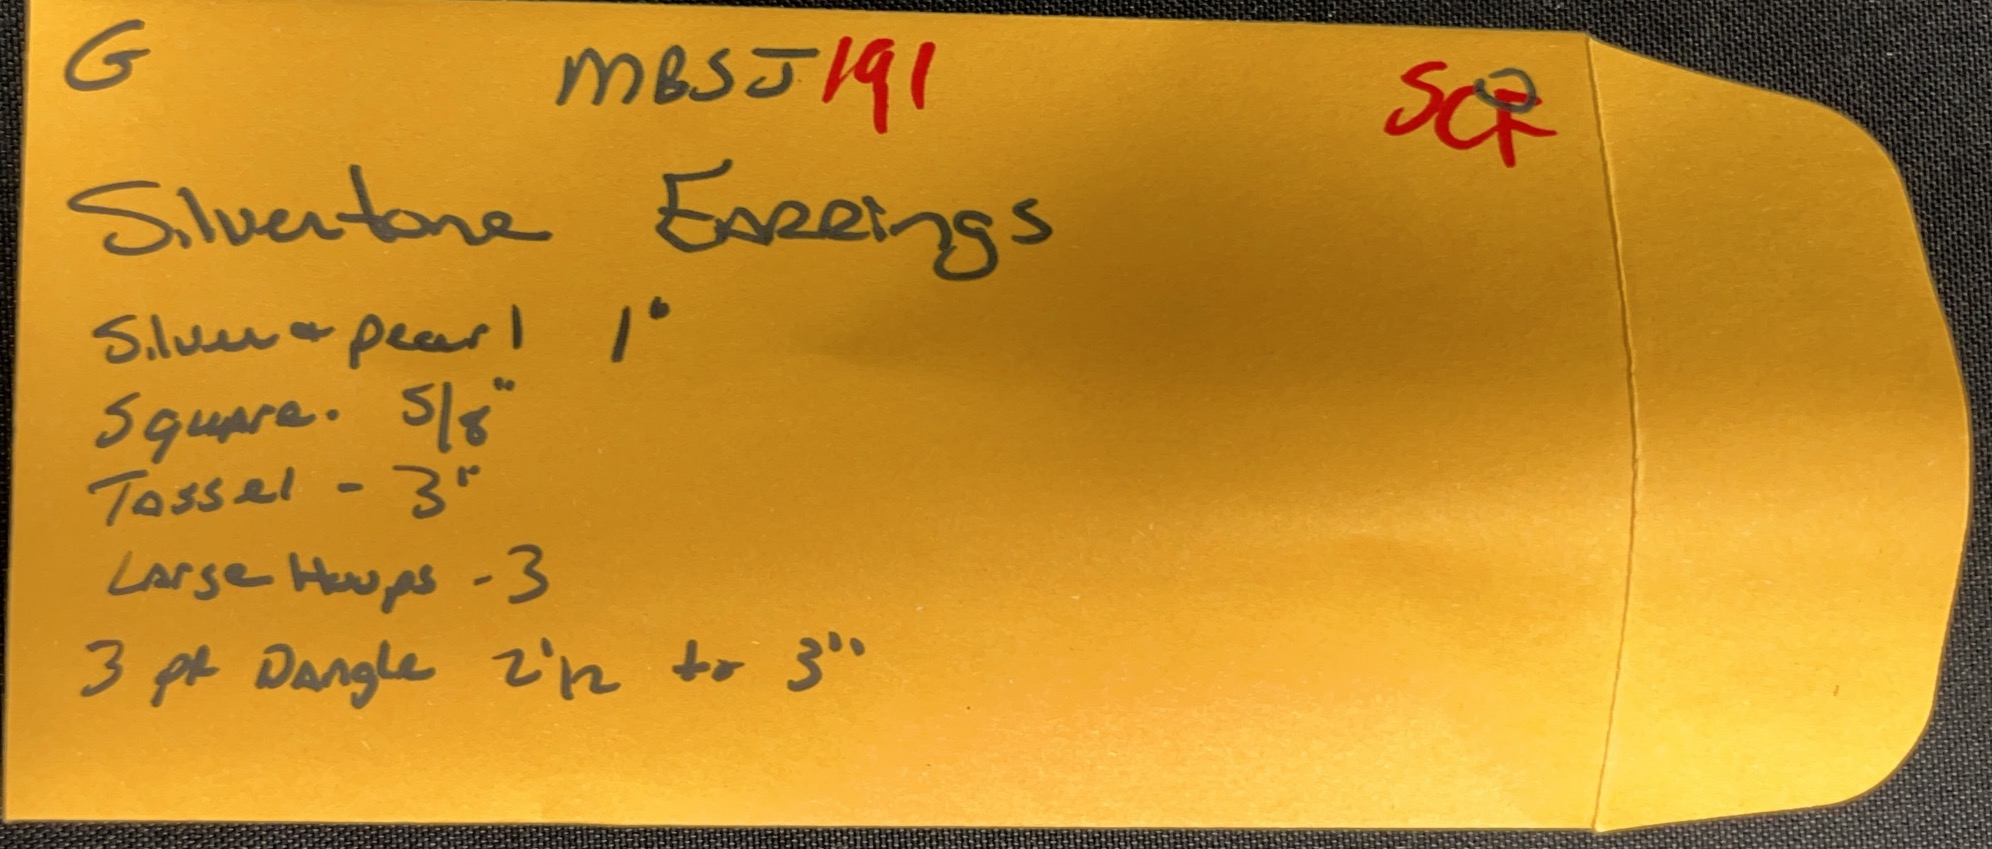 G MBSJ191
Silvertone Earrings
Silver + pearl 1"
Square. 5/8"
Tassel - 3"
Large Hoops - 3
3 pt Dangle 2 1/2 to 3"